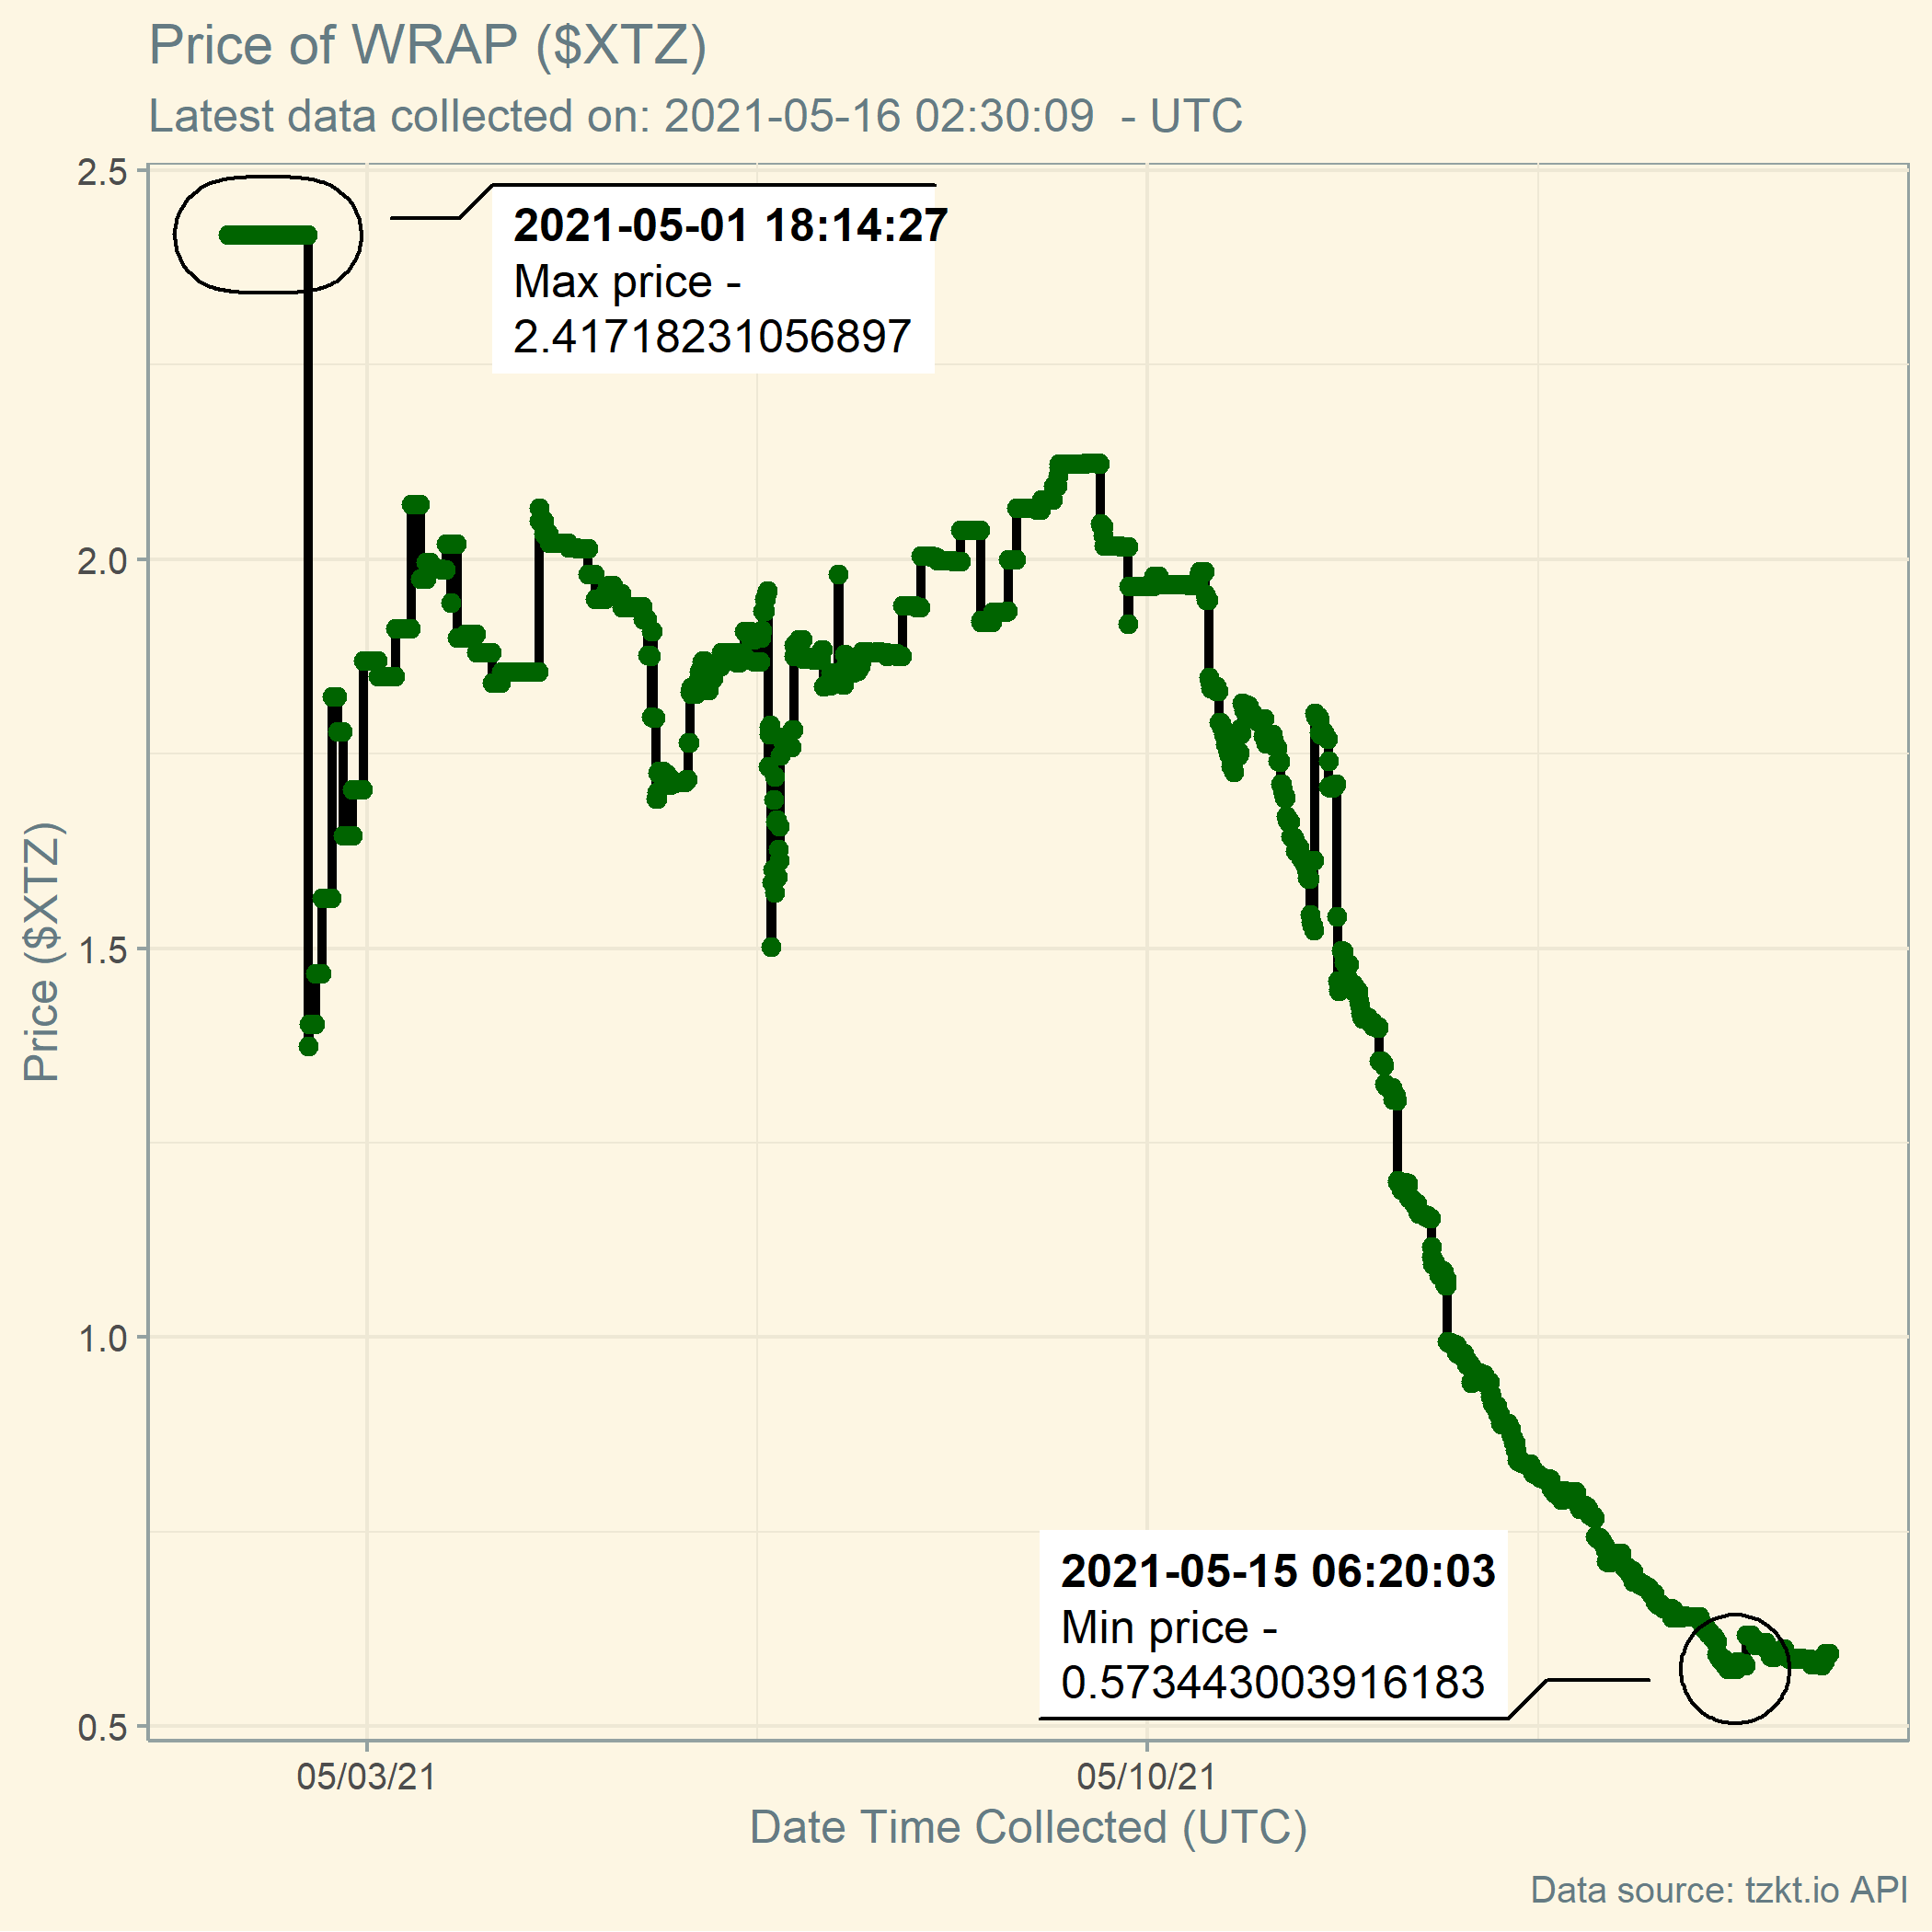 Price of WRAP ($XTZ)
Latest data collected on: 2021-05-16 02:30:09  - UTC
2.5
2021-05-01 18:14:27
Max price -
2.41718231056897
2.0
Price ($XTZ)
1.5
1.0
2021-05-15 06:20:03
Min price -
0.573443003916183
0.5
05/03/21
05/10/21
Date Time Collected (UTC)
Data source: tzkt.io API